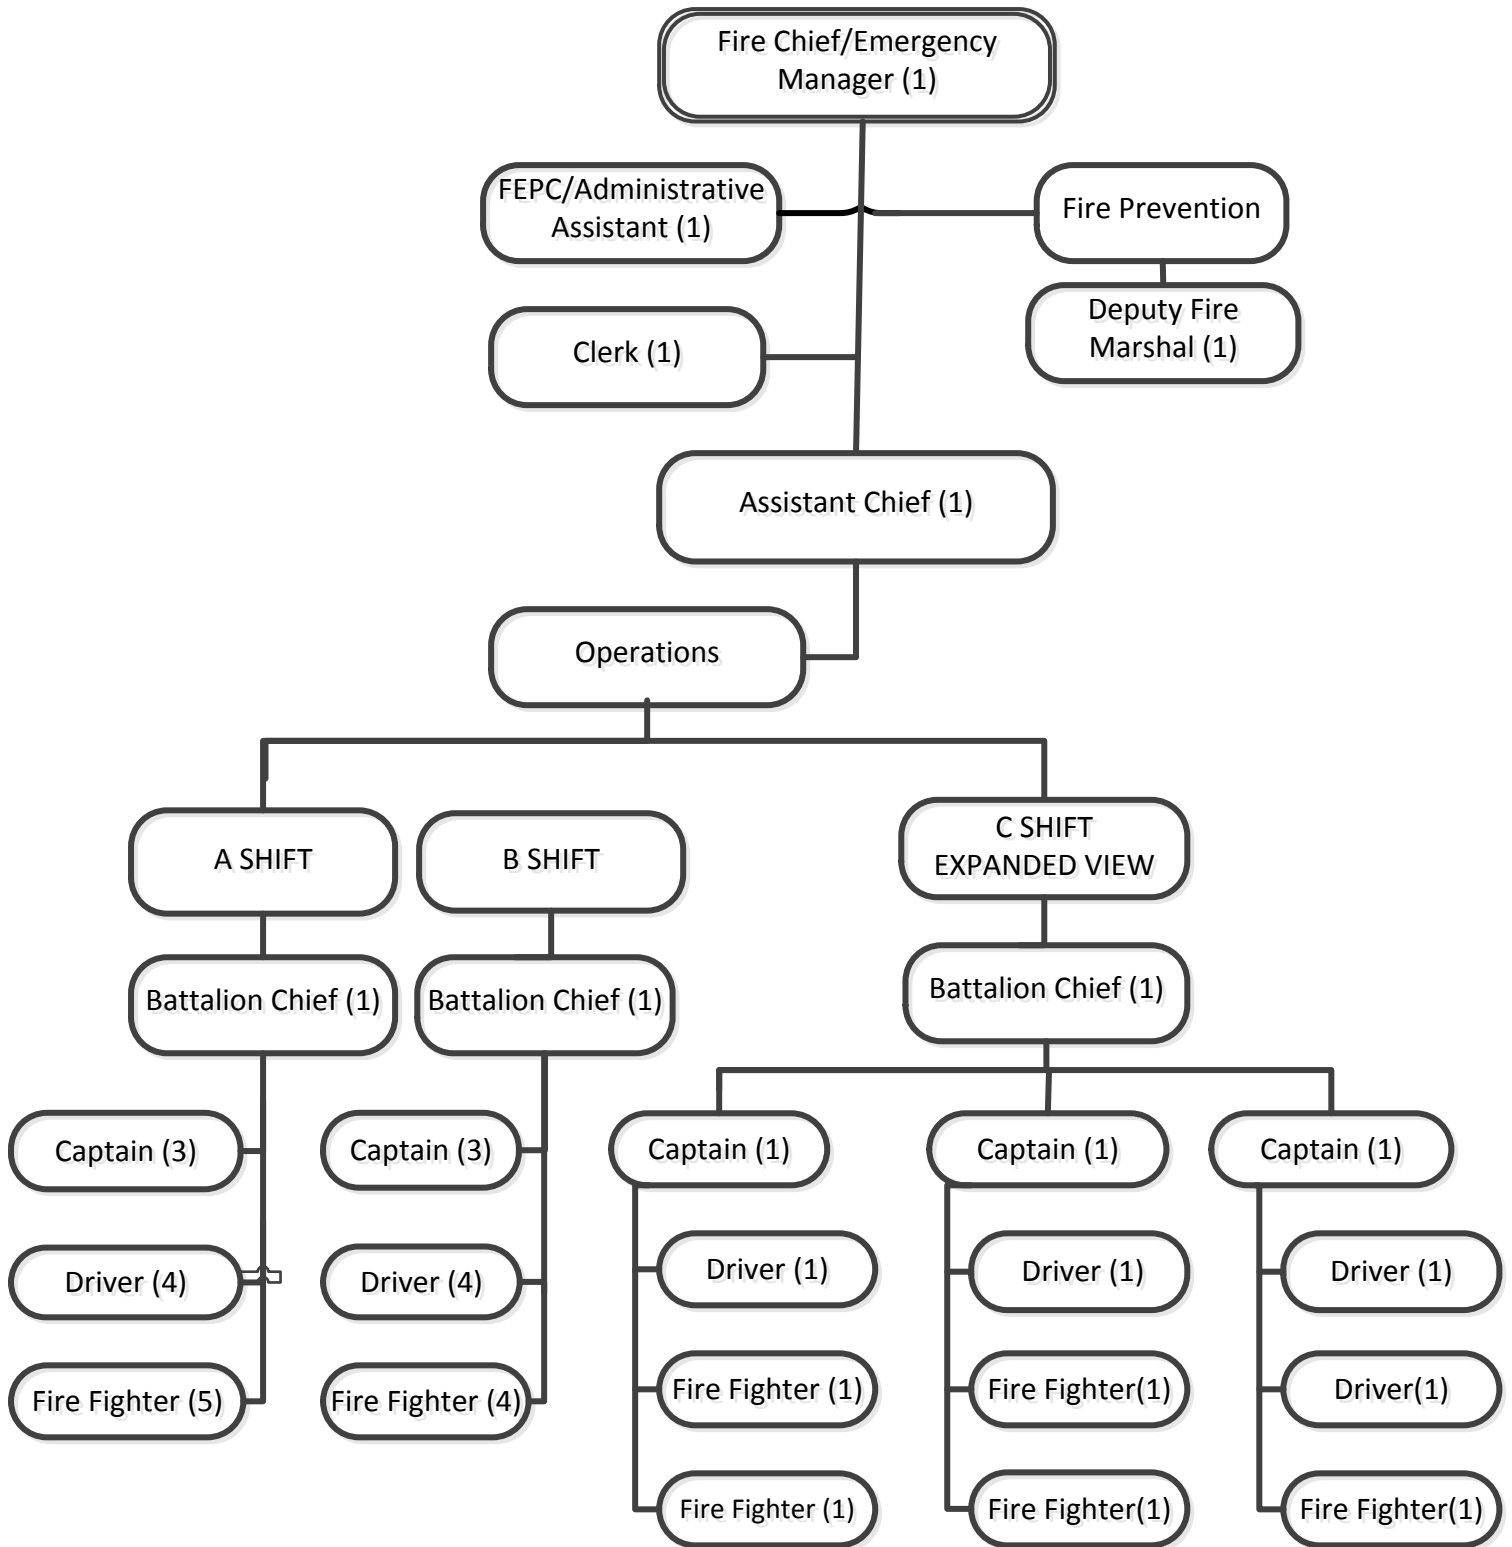 Fire Chief/Emergency
Manager (1)
FEPC/Administrative
Assistant (1)
Fire Prevention
Deputy Fire
Marshal (1)
Clerk (1)
Assistant Chief (1)
Operations
A SHIFT
B SHIFT
C SHIFT
EXPANDED VIEW
Battalion Chief (1)
Battalion Chief (1)
Battalion Chief (1)
Captain (3)
Captain (3)
Captain (1)
Captain (1)
Captain (1)
Driver (4)
Driver (4)
Driver (1)
Driver (1)
Driver (1)
Fire Fighter (5)
Fire Fighter (4)
Fire Fighter (1)
Fire Fighter(1)
Driver(1)
Fire Fighter (1)
Fire Fighter(1)
Fire Fighter(1)